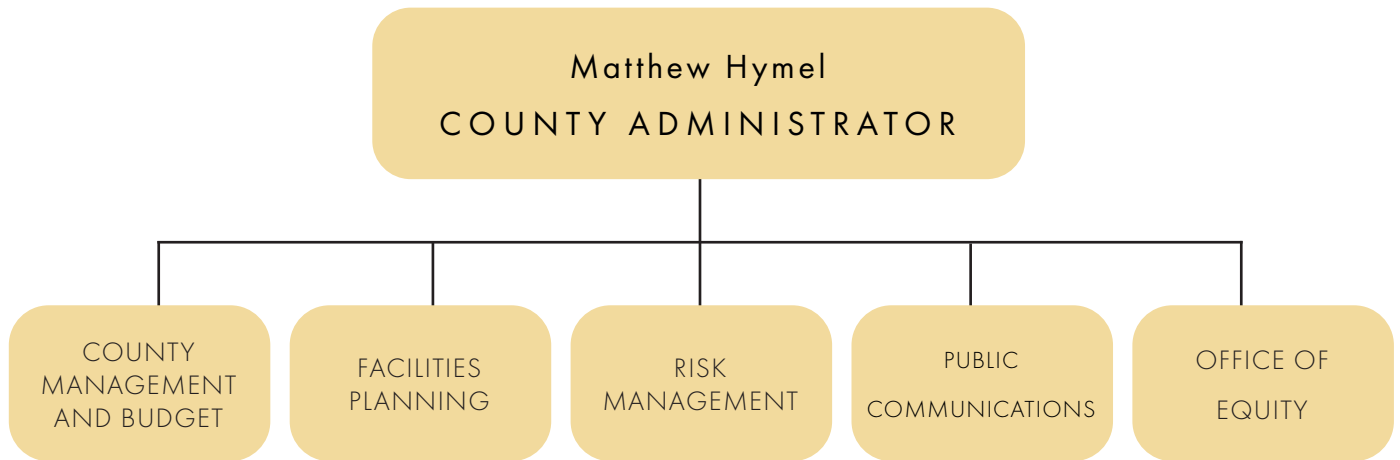 Matthew Hymel
COUNTY ADMINISTRATOR
COUNTY
MANAGEMENT
AND BUDGET
FACILITIES
PLANNING
RISK
MANAGEMENT
PUBLIC
COMMUNICATIONS
OFFICE OF
EQUITY